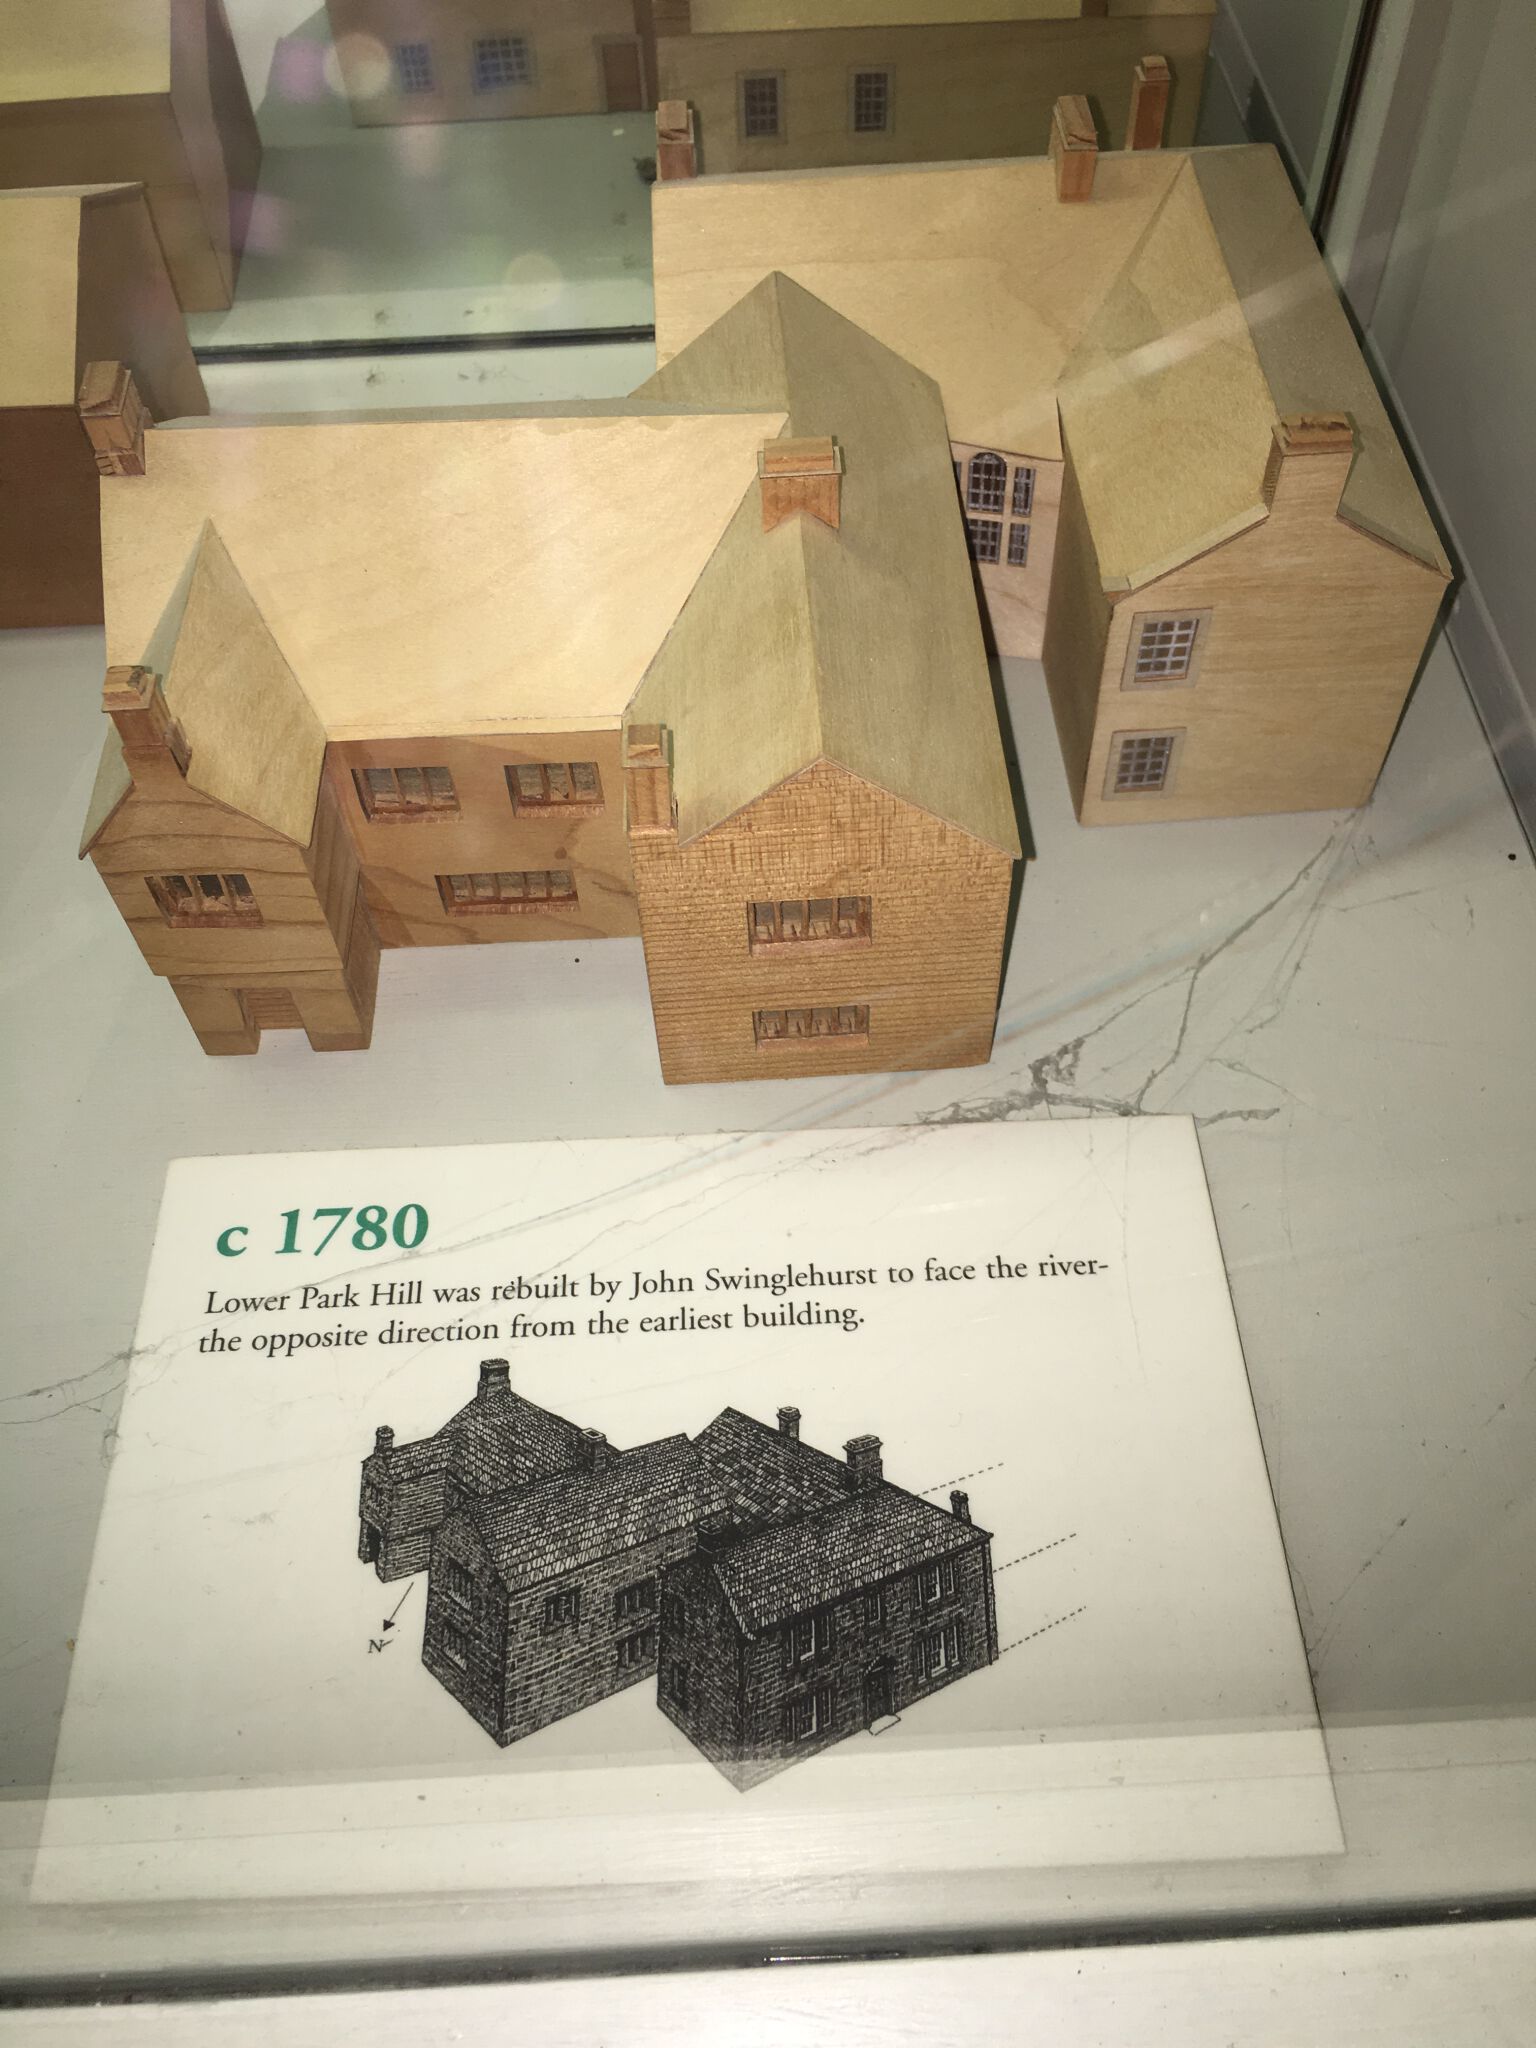 c 1780
Lower Park Hill was rebuilt by John Swinglehurst to face the river-
the opposite direction from the earliest building.
N